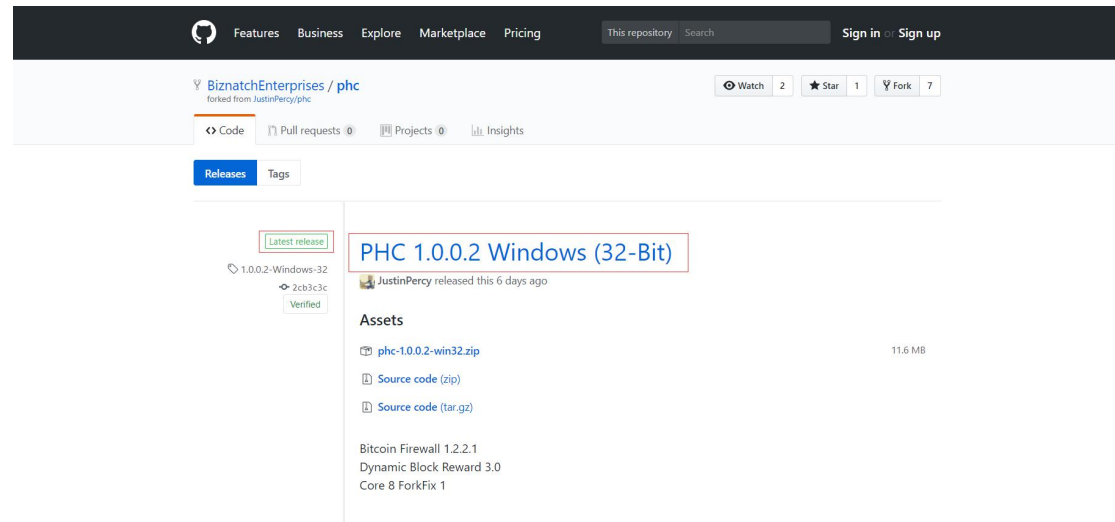 Features Business Explore Marketplace Pricing This repository Search Sign in or Sign up
BiznatchEnterprises / phc
forked from JustinPercy/phc
Watch 2 Star 1 Fork 7
Code Pull requests 0 Projects 0 Insights
Releases Tags
Latest release
1.0.0.2-Windows-32
2cb3c3c
Verified
PHC 1.0.0.2 Windows (32-Bit)
JustinPercy released this 6 days ago
Assets
phc-1.0.0.2-win32.zip 11.6 MB
Source code (zip)
Source code (tar.gz)
Bitcoin Firewall 1.2.2.1
Dynamic Block Reward 3.0
Core 8 ForkFix 1